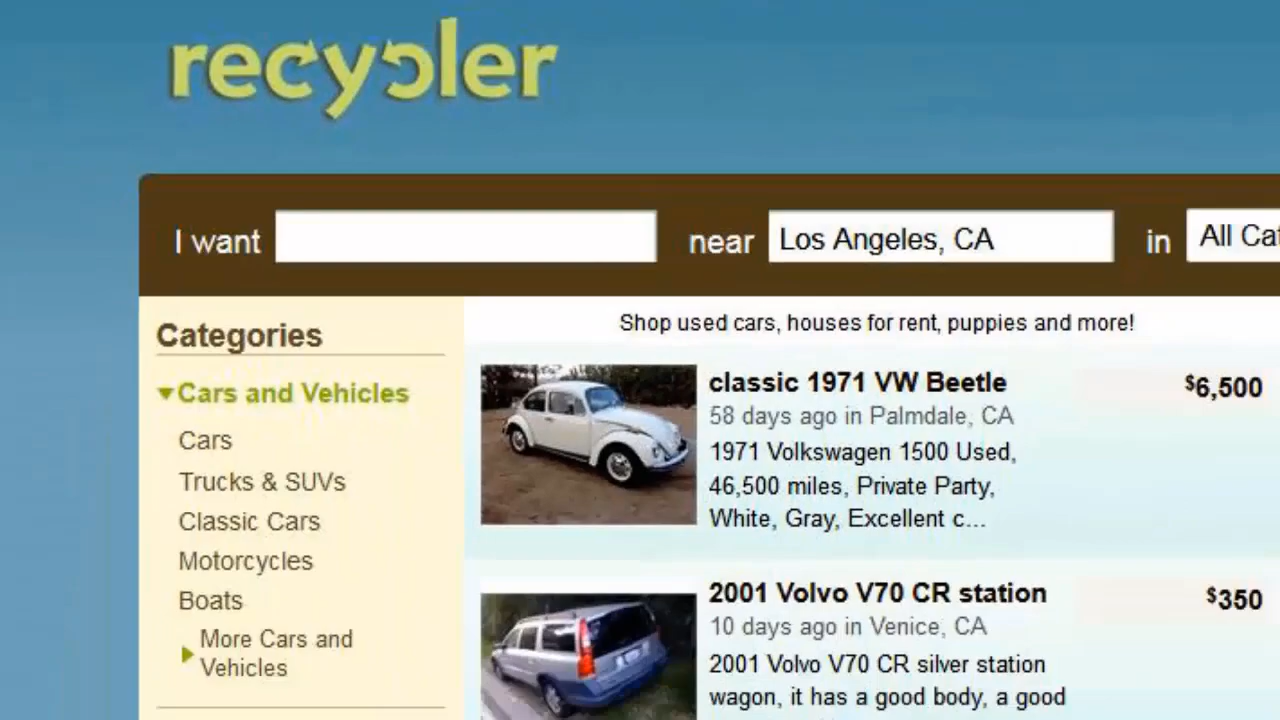 recycler
I want
near Los Angeles, CA
in All Cat
Categories
Cars and Vehicles
Cars
Trucks & SUVs
Classic Cars
Motorcycles
Boats
More Cars and
Vehicles
Shop used cars, houses for rent, puppies and more!
classic 1971 VW Beetle
$6,500
58 days ago in Palmdale, CA
1971 Volkswagen 1500 Used,
46,500 miles, Private Party,
White, Gray, Excellent c...
2001 Volvo V70 CR station
$350
10 days ago in Venice, CA
2001 Volvo V70 CR silver station
wagon, it has a good body, a good